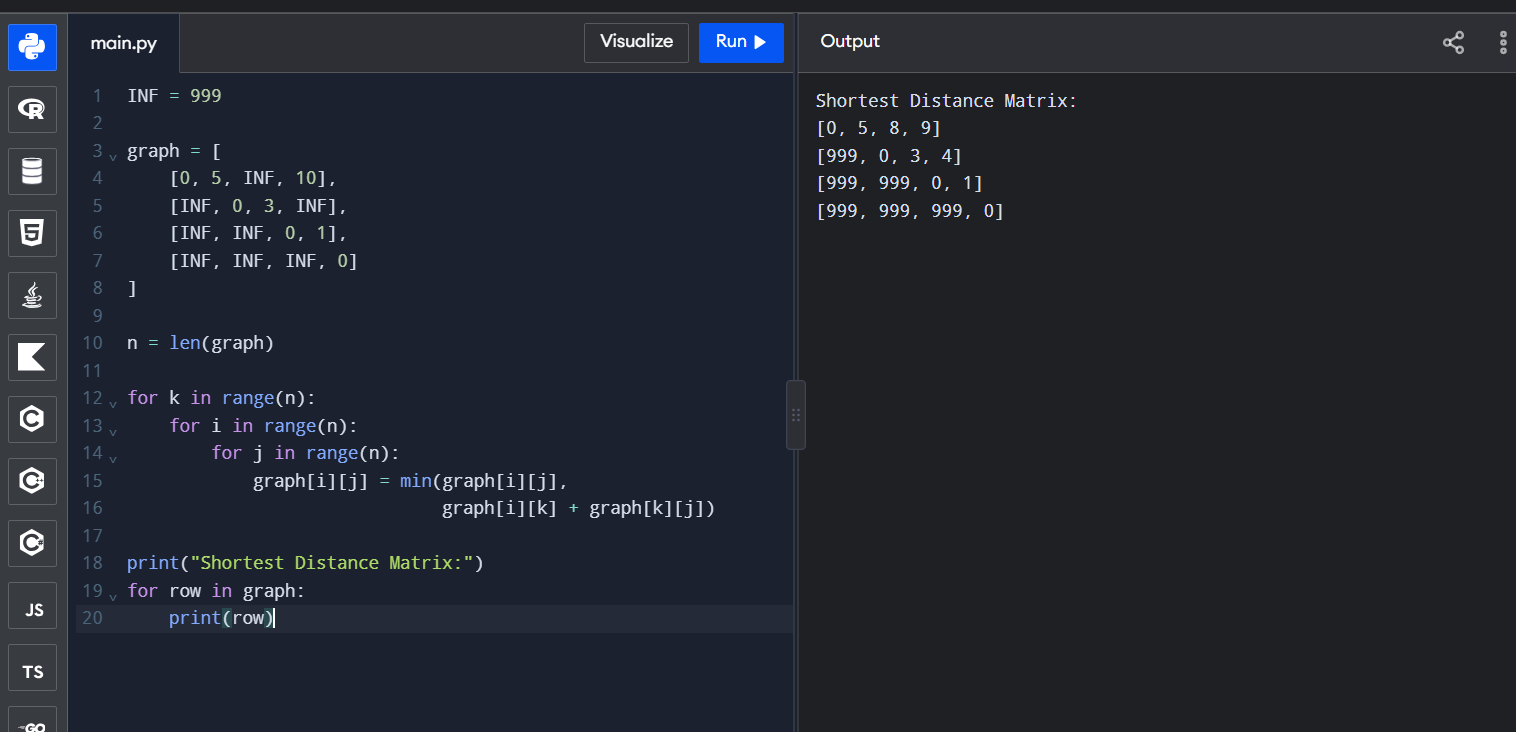 main.py
Visualize
Run
Output
1 INF = 999
2
3 graph = [
4     [0, 5, INF, 10],
5     [INF, 0, 3, INF],
6     [INF, INF, 0, 1],
7     [INF, INF, INF, 0]
8 ]
9
10 n = len(graph)
11
12 for k in range(n):
13     for i in range(n):
14         for j in range(n):
15             graph[i][j] = min(graph[i][j],
16                               graph[i][k] + graph[k][j])
17
18 print("Shortest Distance Matrix:")
19 for row in graph:
20     print(row)
Shortest Distance Matrix:
[0, 5, 8, 9]
[999, 0, 3, 4]
[999, 999, 0, 1]
[999, 999, 999, 0]
R
5
C
C
C
JS
TS
GO